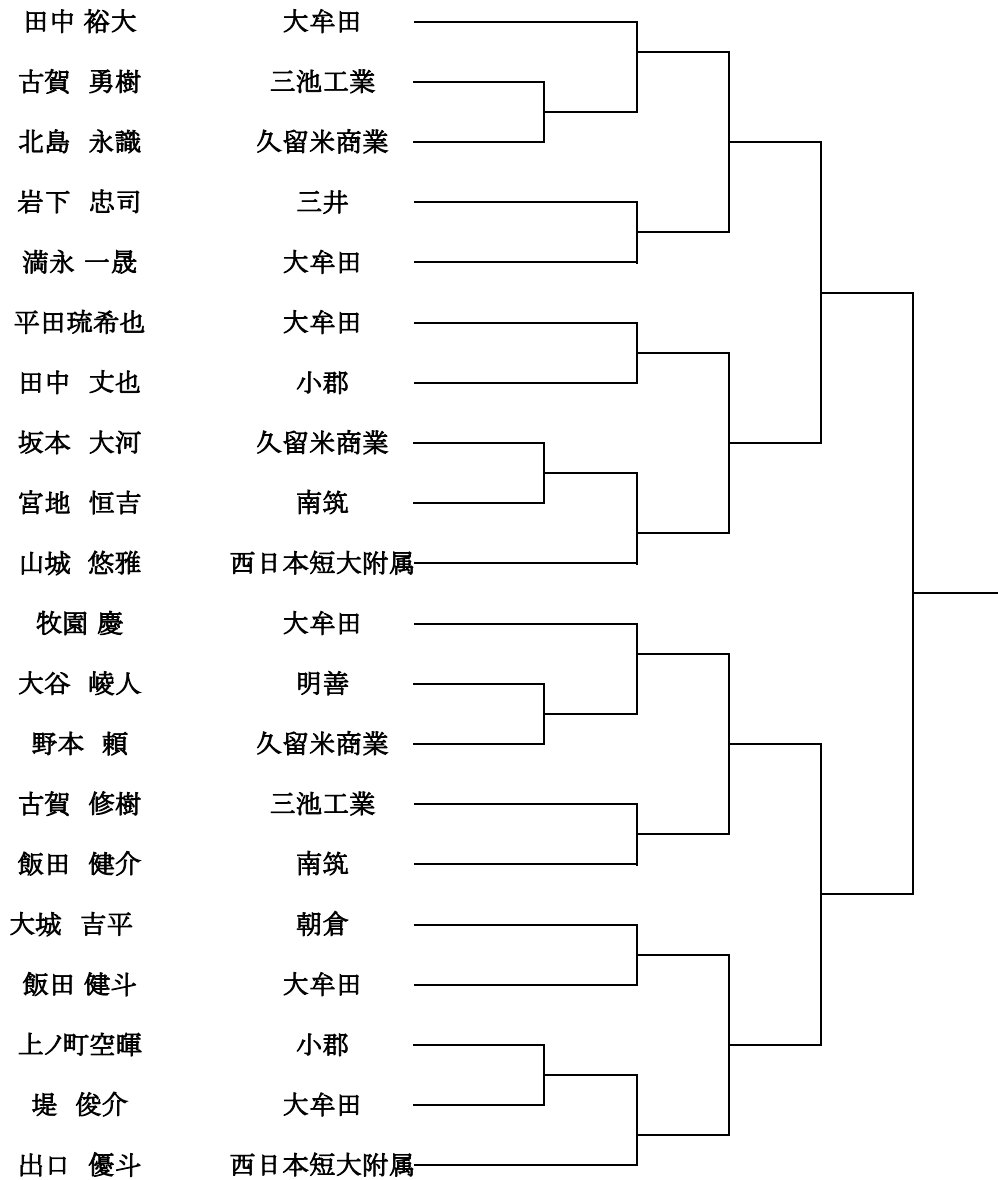 田中 裕大 大牟田
古賀 勇樹 三池工業
北島 永識 久留米商業
岩下 忠司 三井
満永 一晟 大牟田
平田琉希也 大牟田
田中 丈也 小郡
坂本 大河 久留米商業
宮地 恒吉 南筑
山城 悠雅 西日本短大附属
牧園 慶 大牟田
大谷 崚人 明善
野本 頼 久留米商業
古賀 修樹 三池工業
飯田 健介 南筑
大城 吉平 朝倉
飯田 健斗 大牟田
上ノ町空暉 小郡
堤 俊介 大牟田
出口 優斗 西日本短大附属